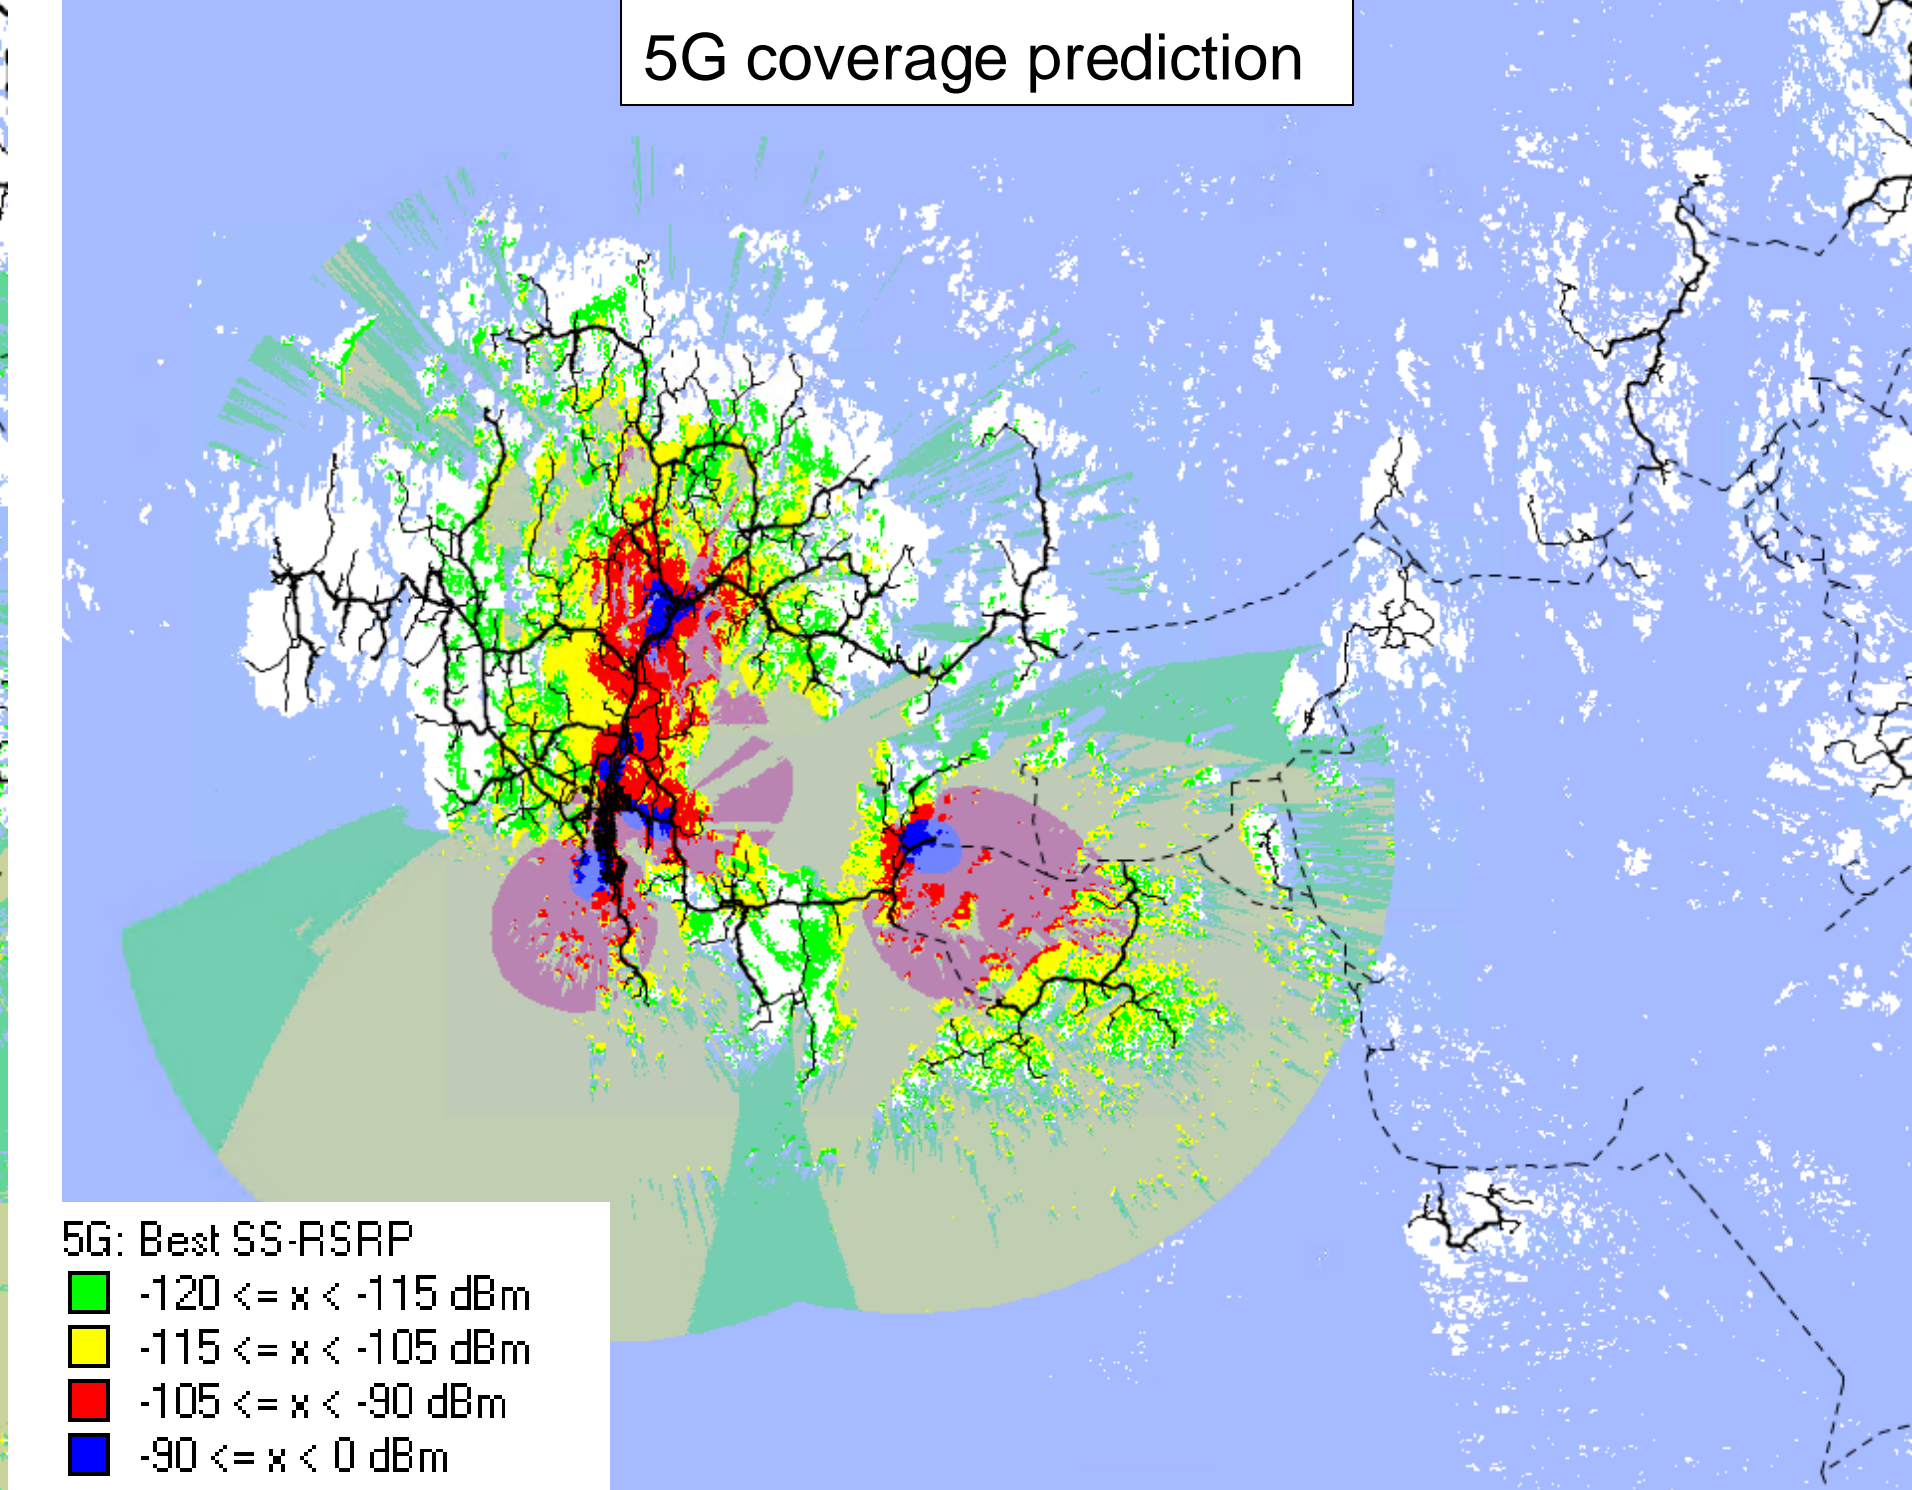 5G coverage prediction
5G: Best SS-RSRP
-120 <= x < -115 dBm
-115 <= x < -105 dBm
-105 <= x < -90 dBm
-90 <= x < 0 dBm